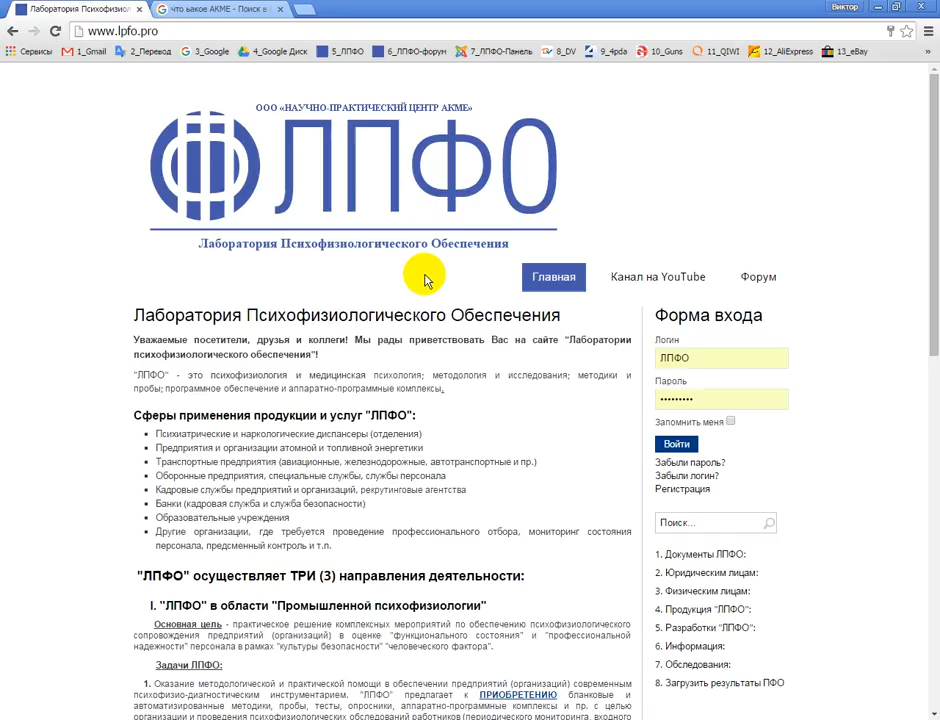 Лаборатория Психофизиол
что ькаое АКМЕ - Поиск в
Виктор
www.lpfo.pro
Сервисы 1_Gmail 2_Перевод 3_Google 4_Google Диск 5_ЛПФО 6_ЛПФО-форум 7_ЛПФО-Панель 8_DV 9_4pda 10_Guns 11_QIWI 12_AliExpress 13_eBay »
ООО «НАУЧНО-ПРАКТИЧЕСКИЙ ЦЕНТР АКМЕ»
ЛПФО
Лаборатория Психофизиологического Обеспечения
Главная Канал на YouTube Форум
Лаборатория Психофизиологического Обеспечения
Уважаемые посетители, друзья и коллеги! Мы рады приветствовать Вас на сайте "Лаборатории
психофизиологического обеспечения"!
"ЛПФО" - это психофизиология и медицинская психология; методология и исследования; методики и
пробы; программное обеспечение и аппаратно-программные комплексы.
Сферы применения продукции и услуг "ЛПФО":
Психиатрические и наркологические диспансеры (отделения)
Предприятия и организации атомной и топливной энергетики
Транспортные предприятия (авиационные, железнодорожные, автотранспортные и пр.)
Оборонные предприятия, специальные службы, службы персонала
Кадровые службы предприятий и организаций, рекрутинговые агентства
Банки (кадровая служба и служба безопасности)
Образовательные учреждения
Другие организации, где требуется проведение профессионального отбора, мониторинг состояния
персонала, предсменный контроль и т.п.
"ЛПФО" осуществляет ТРИ (3) направления деятельности:
I. "ЛПФО" в области "Промышленной психофизиологии"
Основная цель - практическое решение комплексных мероприятий по обеспечению психофизиологического
сопровождения предприятий (организаций) в оценке "функционального состояния" и "профессиональной
надежности" персонала в рамках "культуры безопасности" "человеческого фактора".
Задачи ЛПФО:
1. Оказание методологической и практической помощи в обеспечении предприятий (организаций) современным
психофизио-диагностическим инструментарием. "ЛПФО" предлагает к ПРИОБРЕТЕНИЮ бланковые и
автоматизированные методики, пробы, тесты, опросники, аппаратно-программные комплексы и пр. с целью
организации и проведения психофизиологических обследований работников (периодического мониторинга, входного
Форма входа
Логин
ЛПФО
Пароль
•••••••••
Запомнить меня
Войти
Забыли пароль?
Забыли логин?
Регистрация
Поиск...
1. Документы ЛПФО:
2. Юридическим лицам:
3. Физическим лицам:
4. Продукция "ЛПФО":
5. Разработки "ЛПФО":
6. Информация:
7. Обследования:
8. Загрузить результаты ПФО